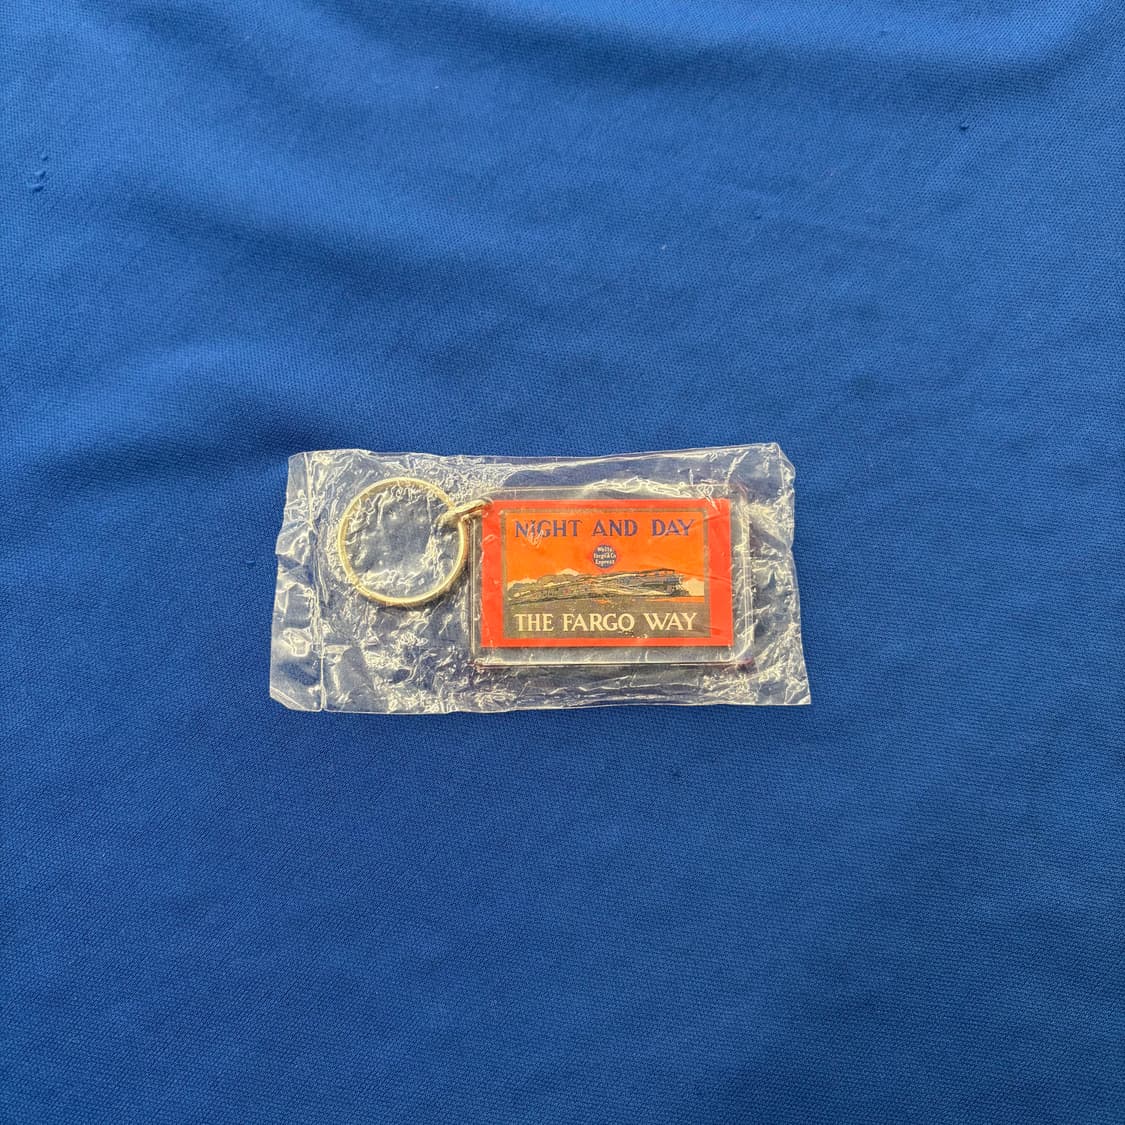 NIGHT AND DAY
Wells
Fargo & Co
Express
THE FARGO WAY